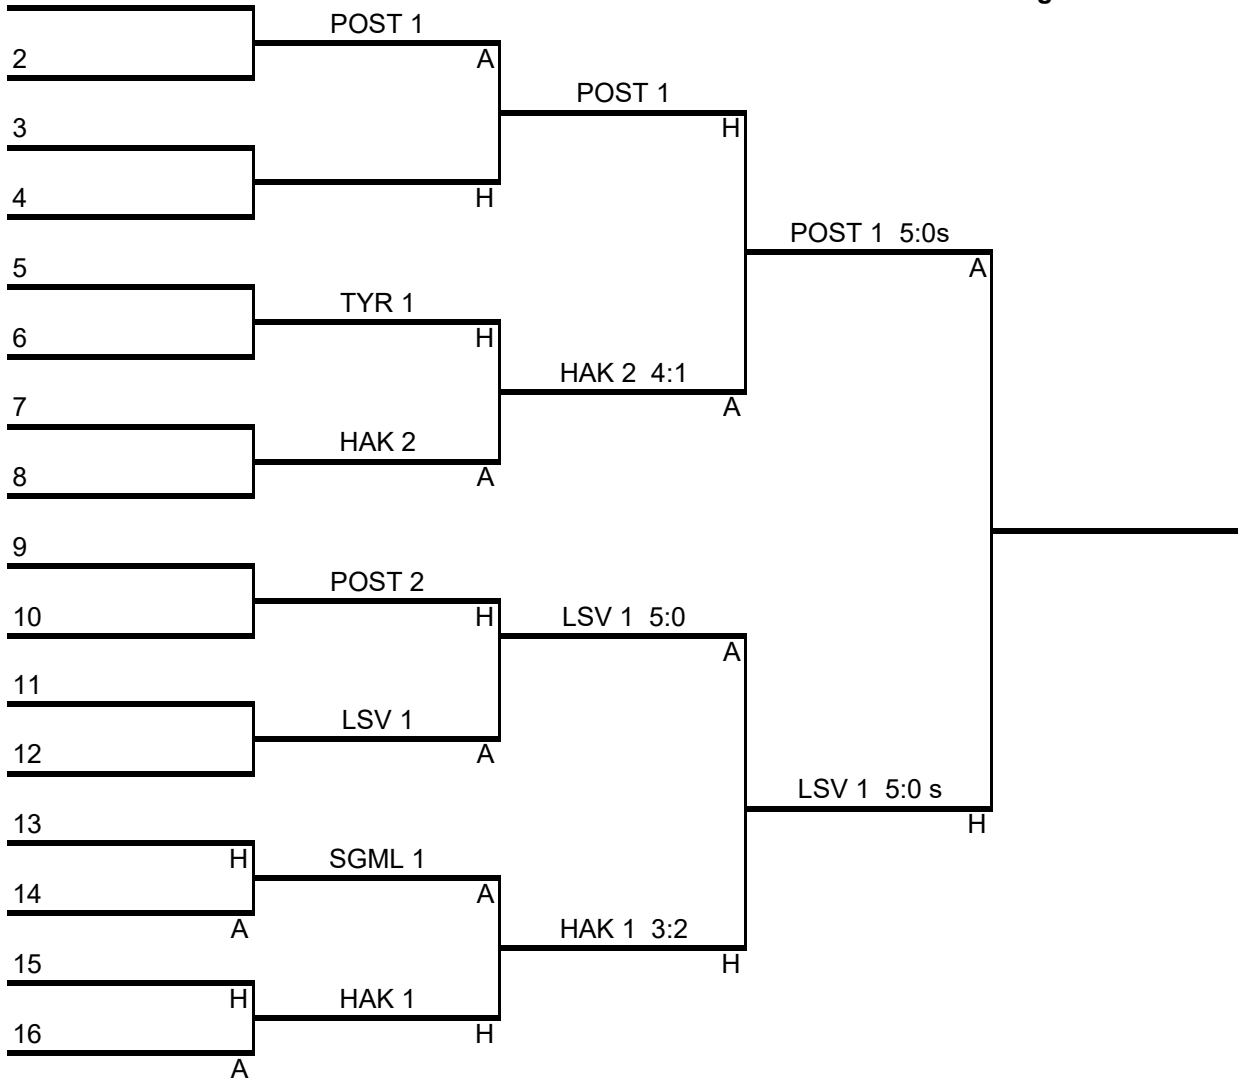 g
POST 1
2
A
POST 1
3
H
4
H
POST 1 5:0s
A
5
TYR 1
6
H
HAK 2 4:1
A
7
HAK 2
8
A
9
POST 2
10
H
LSV 1 5:0
A
11
LSV 1
12
A
LSV 1 5:0 s
H
13
H
SGML 1
14
A
A
HAK 1 3:2
H
15
H
HAK 1
16
H
A